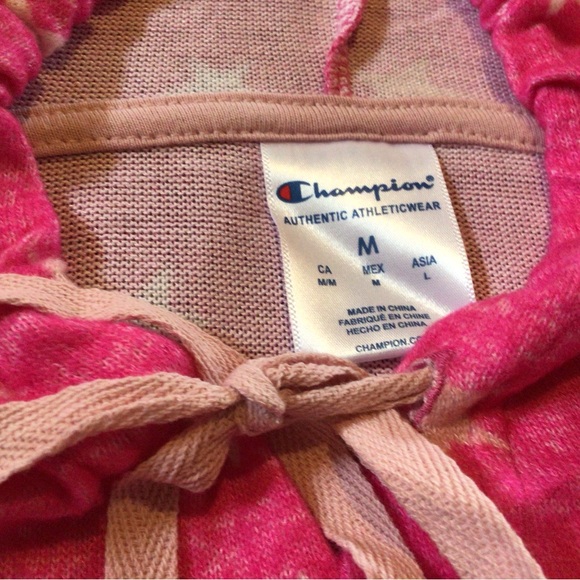 Champion®
AUTHENTIC ATHLETICWEAR
M
CA MEX ASIA
M/M M L
MADE IN CHINA
FABRIQUÉ EN CHINE
HECHO EN CHINA